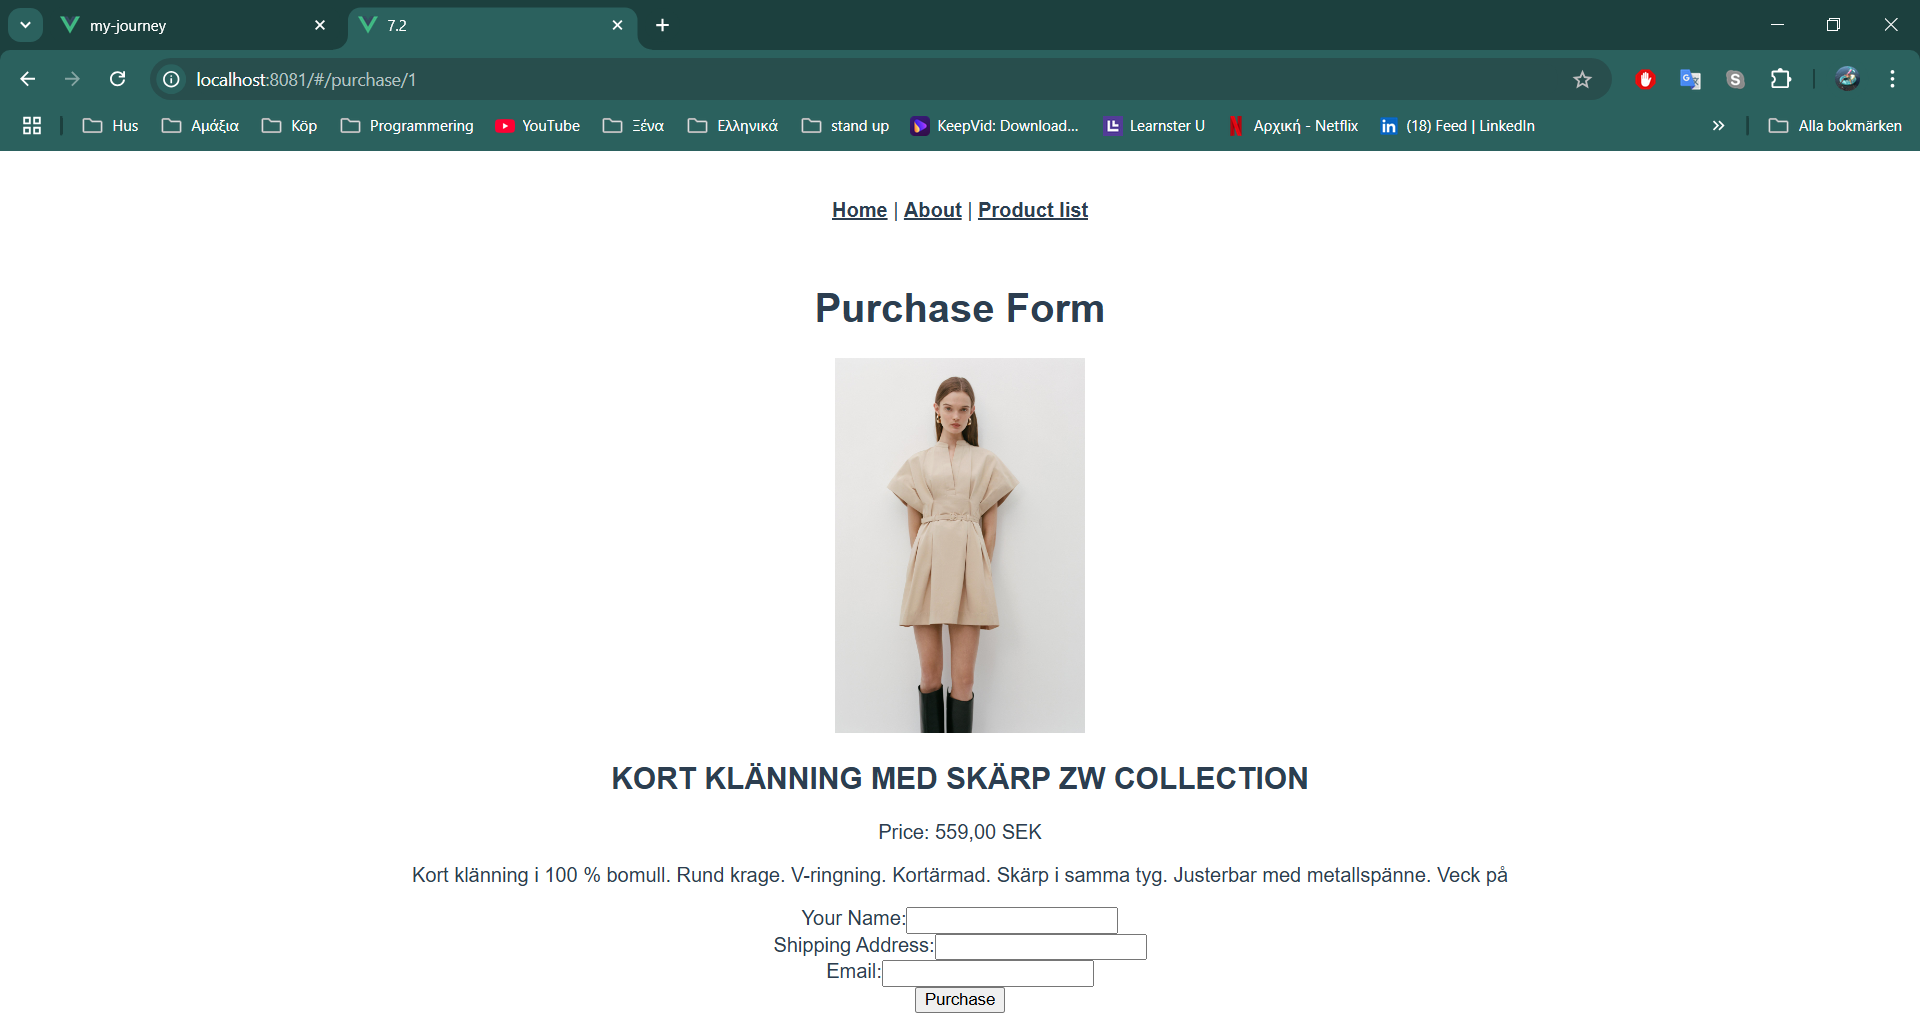 my-journey
7.2
localhost:8081/#/purchase/1
Hus Αμάξια Köp Programmering YouTube Ξένα Ελληνικά stand up KeepVid: Download... Learnster U Αρχική - Netflix (18) Feed | LinkedIn Alla bokmärken
Home | About | Product list
Purchase Form
KORT KLÄNNING MED SKÄRP ZW COLLECTION
Price: 559,00 SEK
Kort klänning i 100 % bomull. Rund krage. V-ringning. Kortärmad. Skärp i samma tyg. Justerbar med metallspänne. Veck på
Your Name:
Shipping Address:
Email:
Purchase